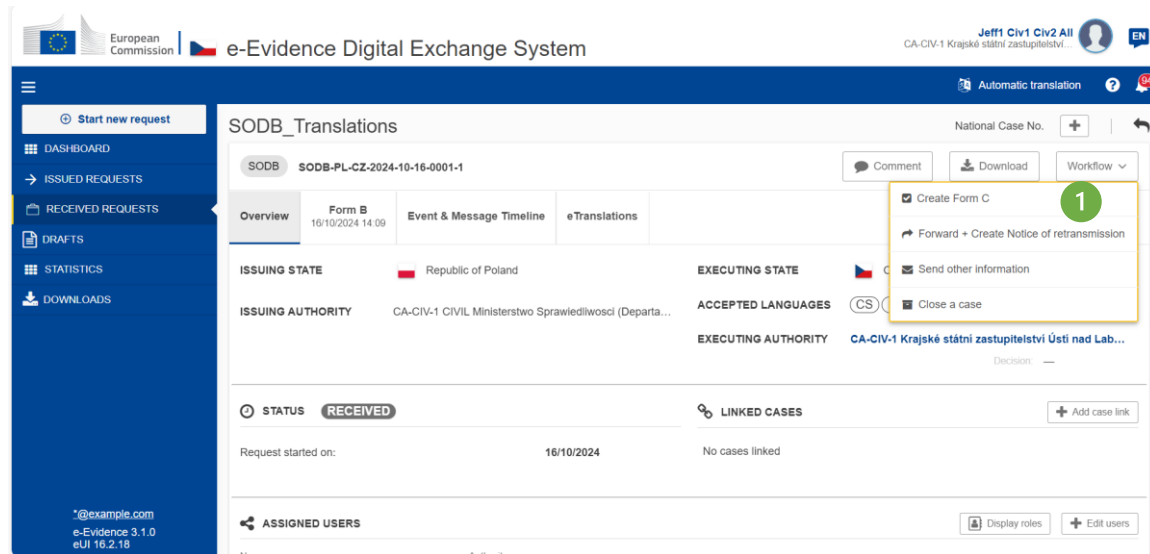 European
Commission
e-Evidence Digital Exchange System
Jeff1 Civ1 Civ2 All
CA-CIV-1 Krajské státní zastupitelství...
EN
Automatic translation
?
Start new request
DASHBOARD
ISSUED REQUESTS
RECEIVED REQUESTS
DRAFTS
STATISTICS
DOWNLOADS
*@example.com
e-Evidence 3.1.0
eUI 16.2.18
SODB_Translations
National Case No.
SODB SODB-PL-CZ-2024-10-16-0001-1
Comment
Download
Workflow
Create Form C
1
Forward + Create Notice of retransmission
Send other information
Close a case
Overview
Form B
16/10/2024 14:09
Event & Message Timeline
eTranslations
ISSUING STATE Republic of Poland
ISSUING AUTHORITY CA-CIV-1 CIVIL Ministerstwo Sprawiedliwosci (Departa...
EXECUTING STATE
ACCEPTED LANGUAGES CS
EXECUTING AUTHORITY CA-CIV-1 Krajské státní zastupitelství Ústí nad Lab...
Decision: —
STATUS RECEIVED
Request started on: 16/10/2024
LINKED CASES
Add case link
No cases linked
ASSIGNED USERS
Display roles
Edit users